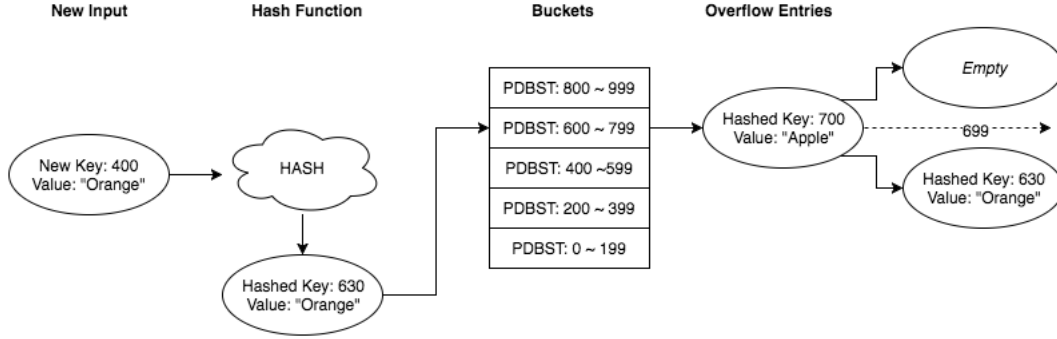 New Input
Hash Function
Buckets
Overflow Entries
New Key: 400
Value: "Orange"
HASH
Hashed Key: 630
Value: "Orange"
PDBST: 800 ~ 999
PDBST: 600 ~ 799
PDBST: 400 ~599
PDBST: 200 ~ 399
PDBST: 0 ~ 199
Hashed Key: 700
Value: "Apple"
Empty
699
Hashed Key: 630
Value: "Orange"